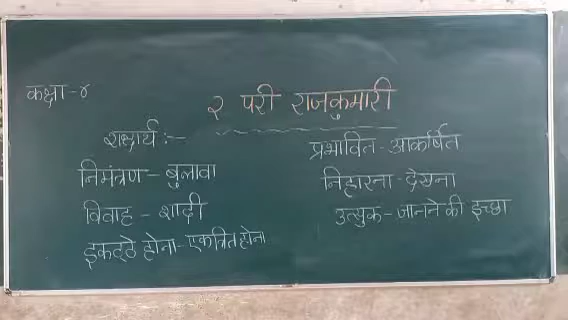 कक्षा -४
२ परी राजकुमारी
शब्दार्थ :-
निमंत्रण - बुलावा
विवाह - शादी
इकट्ठे होना - एकत्रित होना
प्रभावित - आकर्षित
निहारना - देखना
उत्सुक - जानने की इच्छा